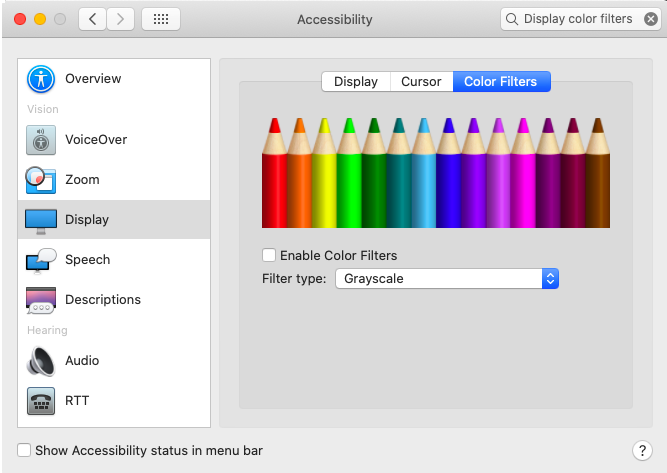 Accessibility
Display color filters
Overview
Vision
VoiceOver
Zoom
Display
Speech
Descriptions
Hearing
Audio
RTT
Display Cursor Color Filters
Enable Color Filters
Filter type: Grayscale
Show Accessibility status in menu bar
?